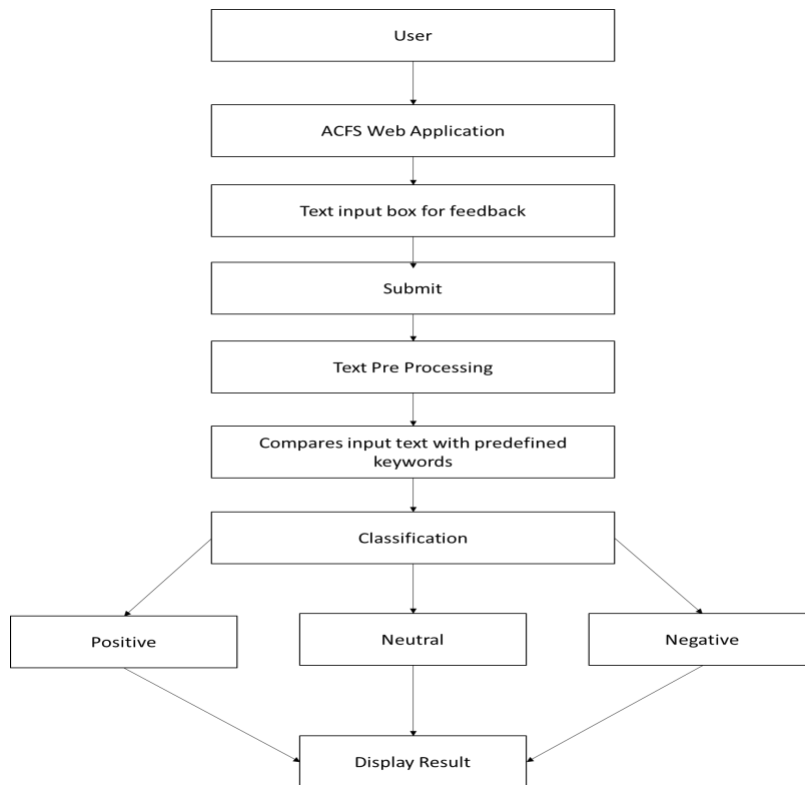 User
ACFS Web Application
Text input box for feedback
Submit
Text Pre Processing
Compares input text with predefined
keywords
Classification
Positive
Neutral
Negative
Display Result